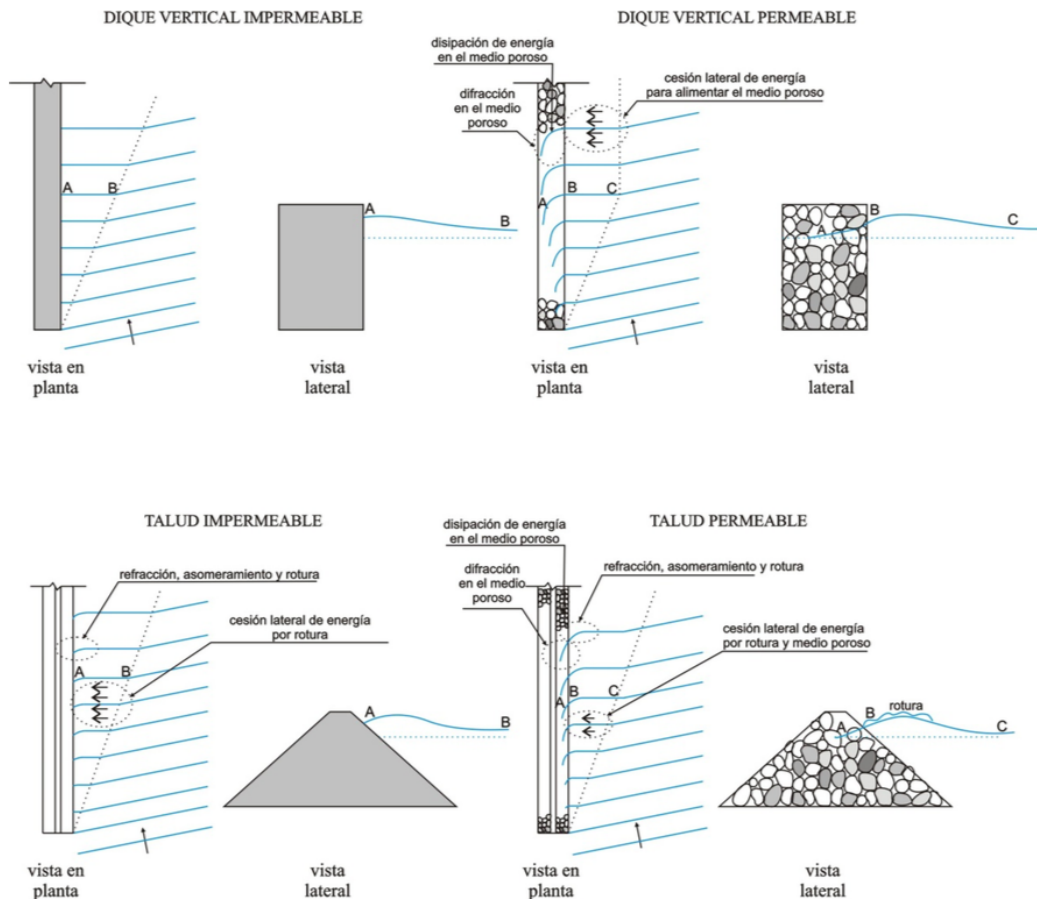 DIQUE VERTICAL IMPERMEABLE
DIQUE VERTICAL PERMEABLE
disipación de energía
en el medio poroso
difracción
en el medio
poroso
cesión lateral de energía
para alimentar el medio poroso
A
B
A
B
A
B
C
A
B
C
vista en
planta
vista
lateral
vista en
planta
vista
lateral
TALUD IMPERMEABLE
TALUD PERMEABLE
refracción, asomeramiento y rotura
cesión lateral de energía
por rotura
disipación de energía
en el medio poroso
difracción
en el medio
poroso
refracción, asomeramiento y rotura
cesión lateral de energía
por rotura y medio poroso
A
B
A
B
A
B
C
A
B
rotura
C
vista en
planta
vista
lateral
vista en
planta
vista
lateral